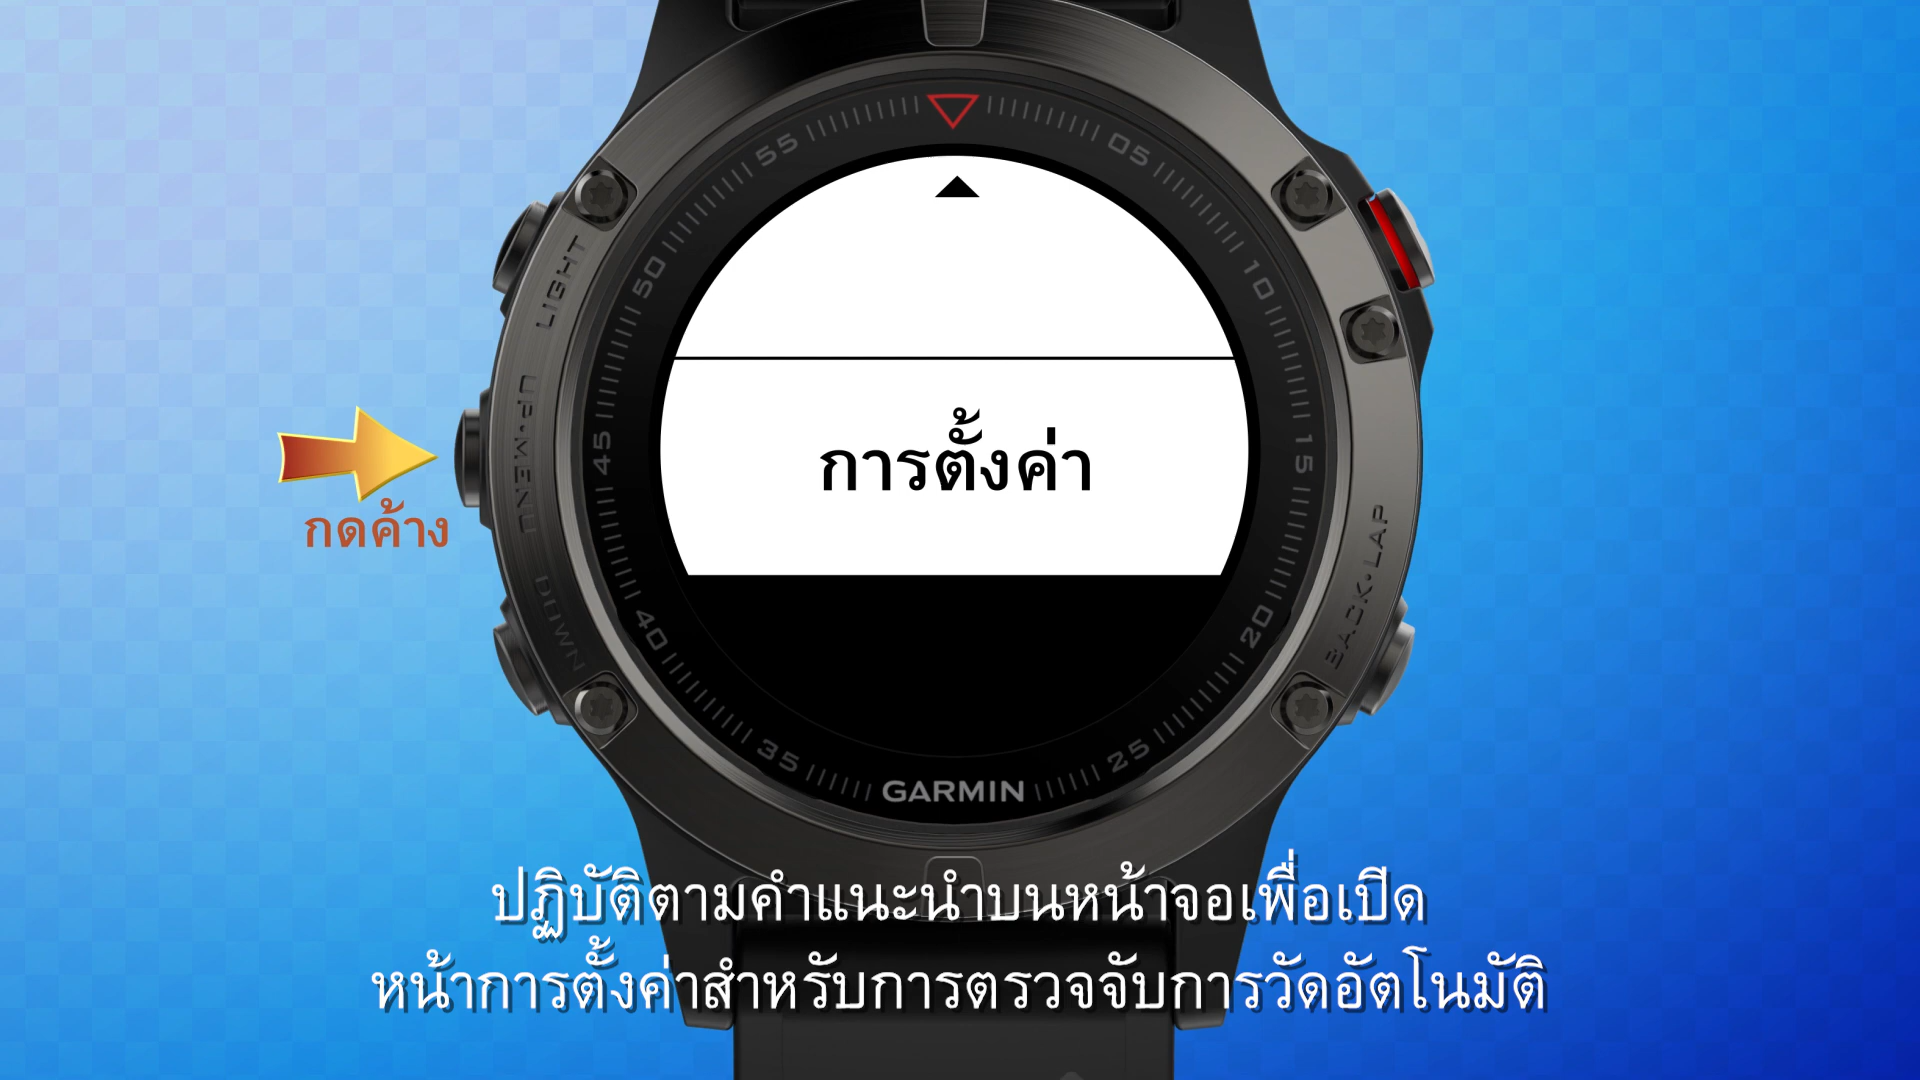 55
05
50
10
LIGHT
UP·MENU
45
การตั้งค่า
15
กดค้าง
DOWN
BACK·LAP
40
20
35
25
GARMIN
ปฏิบัติตามคำแนะนำบนหน้าจอเพื่อเปิด
หน้าการตั้งค่าสำหรับการตรวจจับการวัดอัตโนมัติ